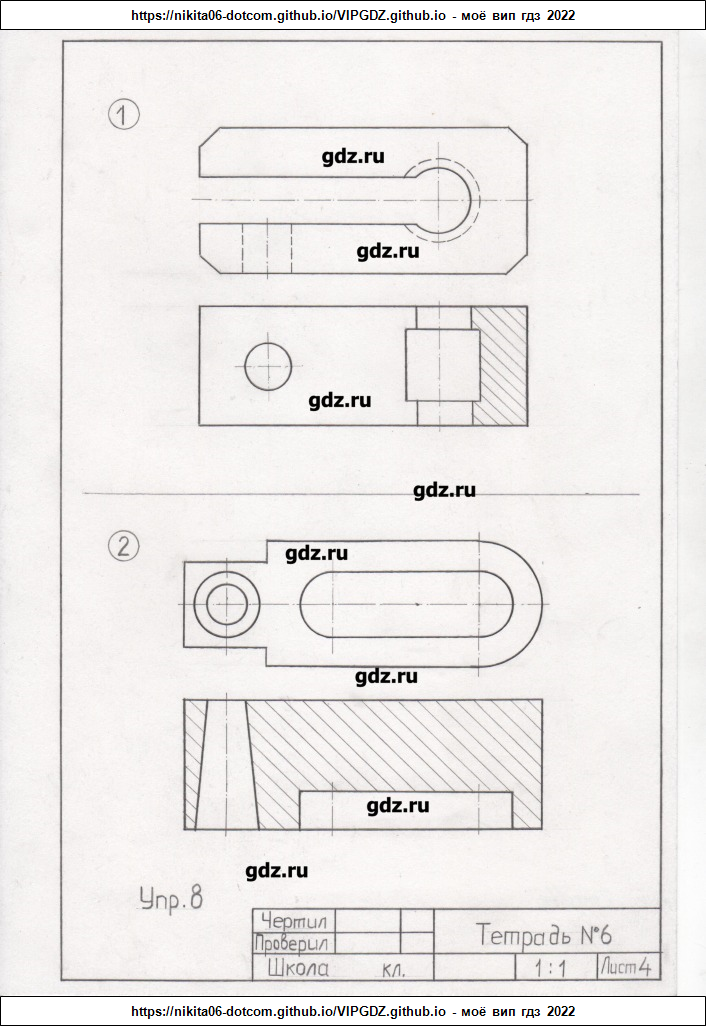 https://nikita06-dotcom.github.io/VIPGDZ.github.io - моё вип гдз 2022
1
gdz.ru
gdz.ru
gdz.ru
gdz.ru
2
gdz.ru
gdz.ru
gdz.ru
gdz.ru
Упр.8
Чертил
Проверил
Тетрадь №6
Школа кл.
1:1
Лист 4
https://nikita06-dotcom.github.io/VIPGDZ.github.io - моё вип гдз 2022